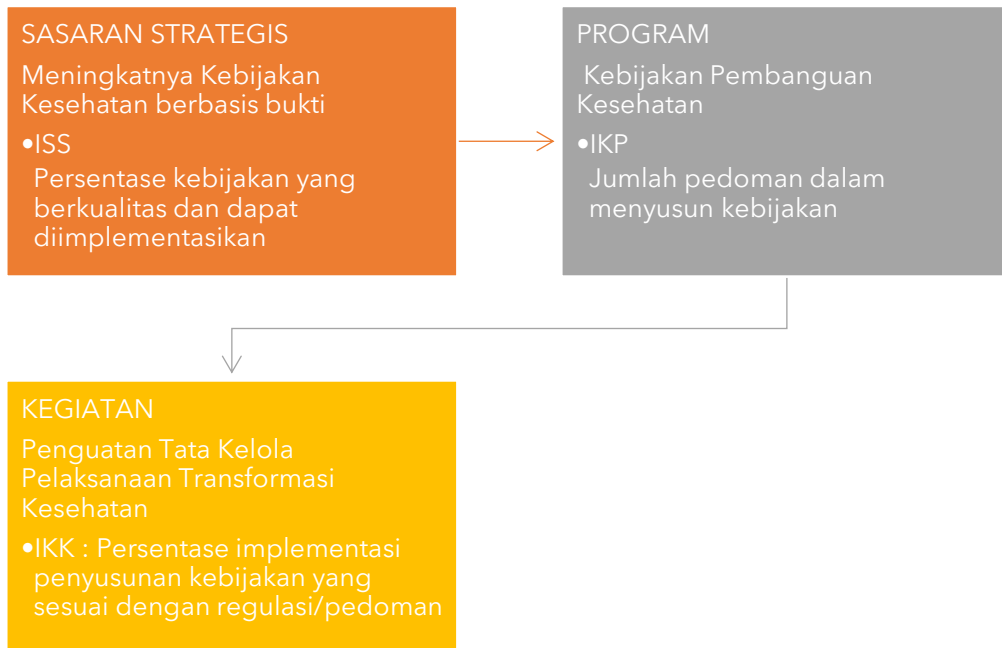 SASARAN STRATEGIS
Meningkatnya Kebijakan
Kesehatan berbasis bukti
•ISS
Persentase kebijakan yang
berkualitas dan dapat
diimplementasikan
PROGRAM
Kebijakan Pembanguan
Kesehatan
•IKP
Jumlah pedoman dalam
menyusun kebijakan
KEGIATAN
Penguatan Tata Kelola
Pelaksanaan Transformasi
Kesehatan
•IKK : Persentase implementasi
penyusunan kebijakan yang
sesuai dengan regulasi/pedoman